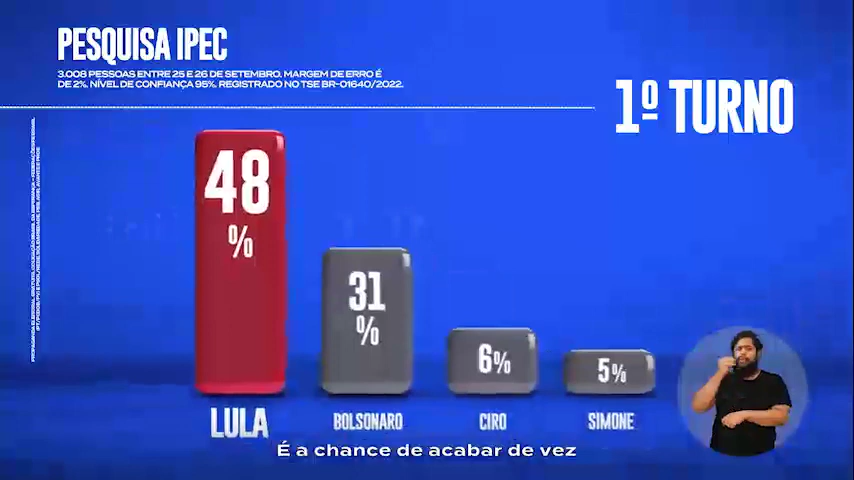 PESQUISA IPEC
3.008 PESSOAS ENTRE 25 E 26 DE SETEMBRO. MARGEM DE ERRO É
DE 2%. NÍVEL DE CONFIANÇA 95%. REGISTRADO NO TSE BR-01640/2022.
1º TURNO
48
%
31
%
6%
5%
LULA
BOLSONARO
CIRO
SIMONE
É a chance de acabar de vez